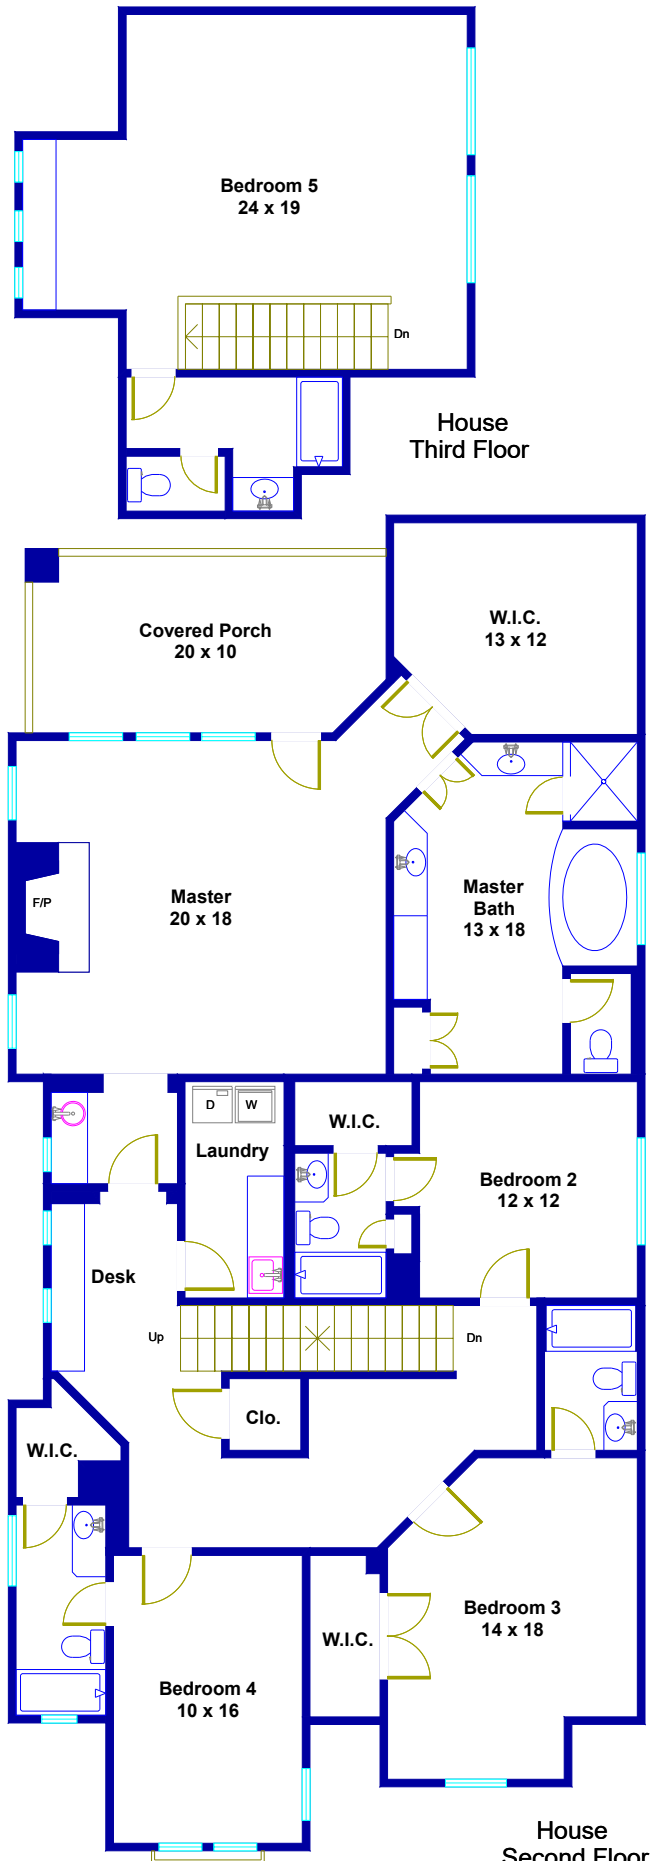 Bedroom 5
24 x 19
Dn
House
Third Floor
W.I.C.
13 x 12
Covered Porch
20 x 10
Master
20 x 18
F/P
Master
Bath
13 x 18
D
W
Laundry
W.I.C.
Bedroom 2
12 x 12
Desk
Up
Dn
Clo.
W.I.C.
Bedroom 3
14 x 18
W.I.C.
Bedroom 4
10 x 16
House
Second Floor